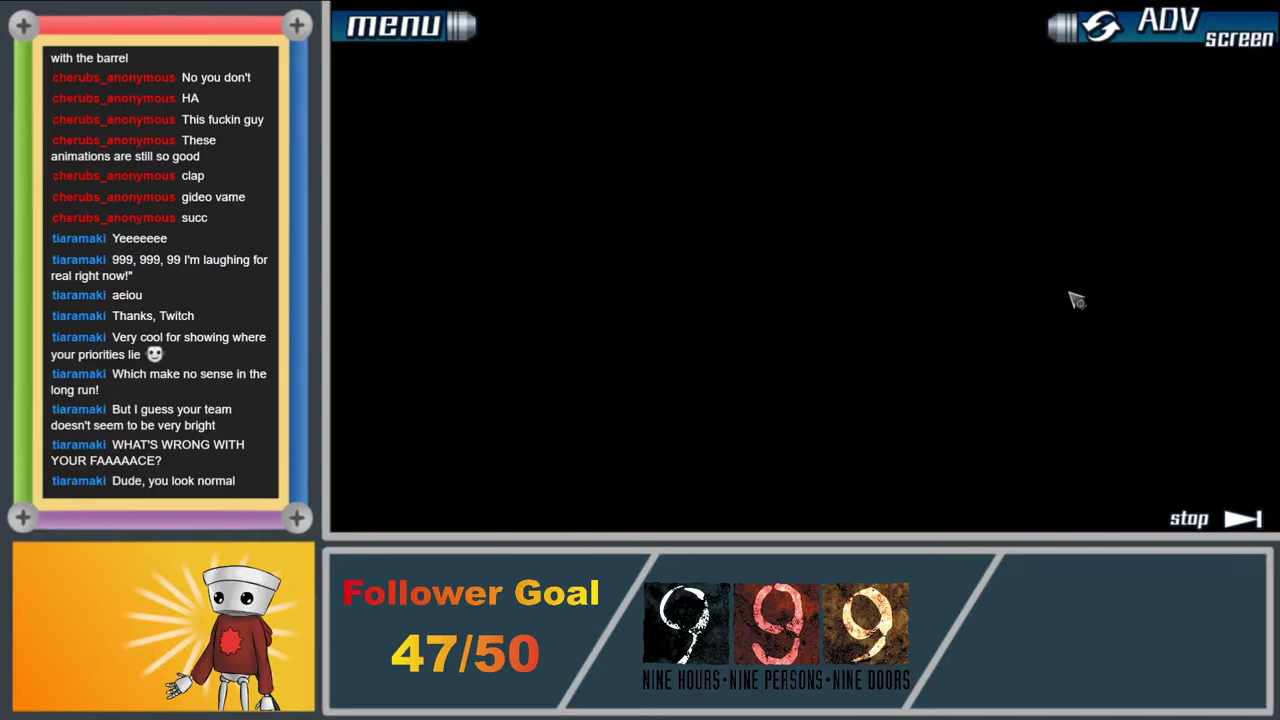 menu
ADV
screen
with the barrel
cherubs_anonymous No you don't
cherubs_anonymous HA
cherubs_anonymous This fuckin guy
cherubs_anonymous These
animations are still so good
cherubs_anonymous clap
cherubs_anonymous gideo vame
cherubs_anonymous succ
tiaramaki Yeeeeeee
tiaramaki 999, 999, 99 I'm laughing for
real right now!"
tiaramaki aeiou
tiaramaki Thanks, Twitch
tiaramaki Very cool for showing where
your priorities lie
tiaramaki Which make no sense in the
long run!
tiaramaki But I guess your team
doesn't seem to be very bright
tiaramaki WHAT'S WRONG WITH
YOUR FAAAAACE?
tiaramaki Dude, you look normal
stop
Follower Goal
47/50
999
NINE HOURS • NINE PERSONS • NINE DOORS